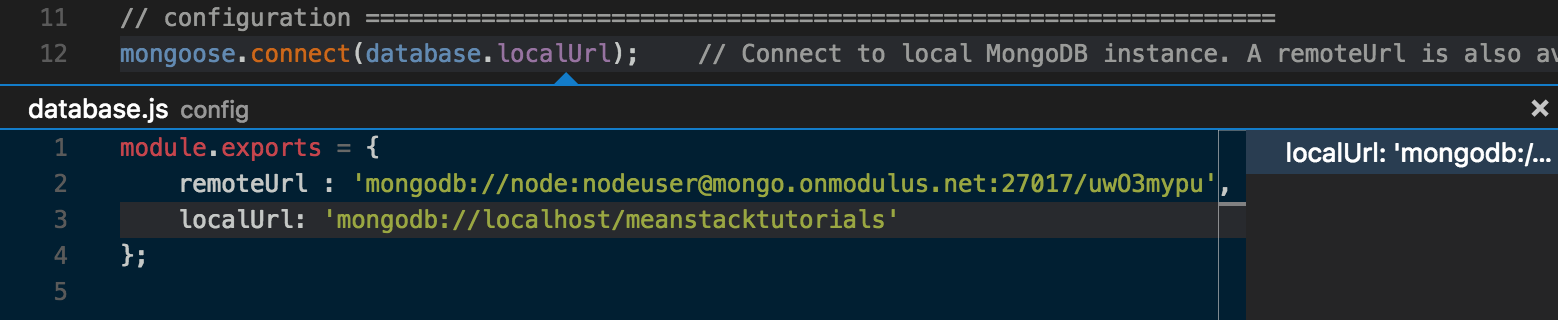 11 // configuration ===============================================================
12 mongoose.connect(database.localUrl); // Connect to local MongoDB instance. A remoteUrl is also av
database.js config ×
1 module.exports = {
2 remoteUrl : 'mongodb://node:nodeuser@mongo.onmodulus.net:27017/uwO3mypu',
3 localUrl: 'mongodb://localhost/meanstacktutorials'
4 };
5
localUrl: 'mongodb:/...